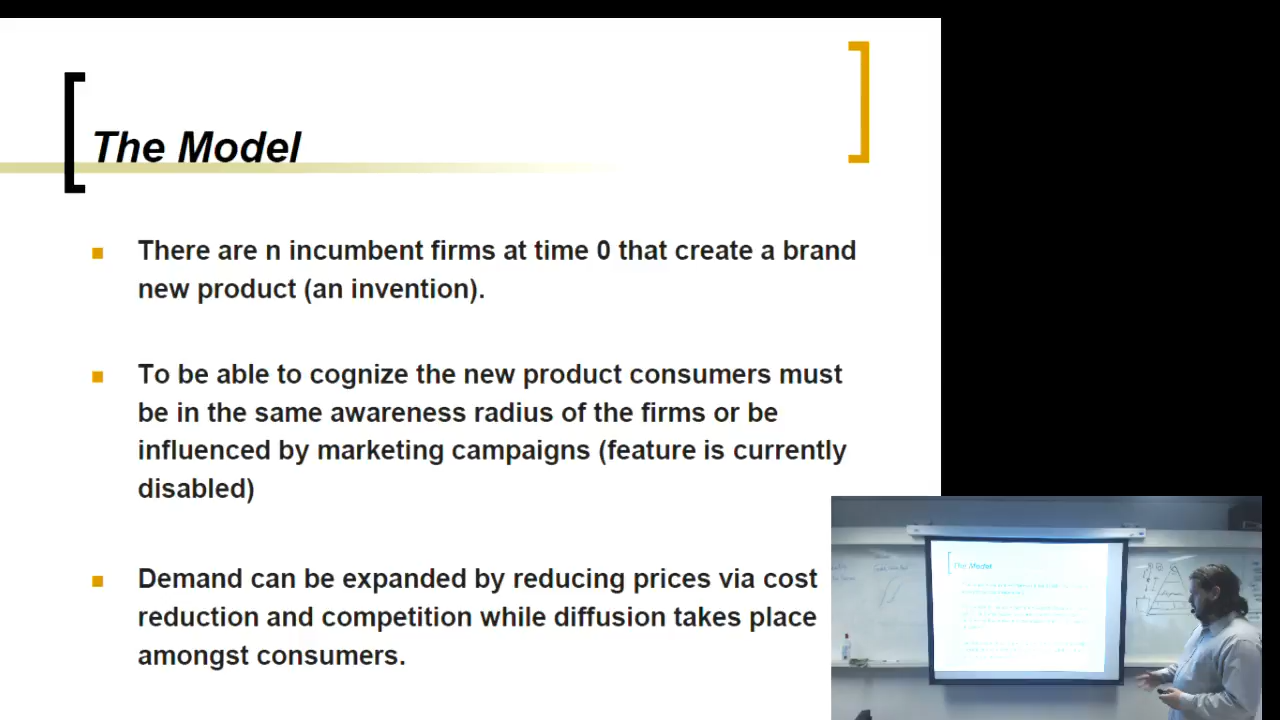 The Model
There are n incumbent firms at time 0 that create a brand
new product (an invention).
To be able to cognize the new product consumers must
be in the same awareness radius of the firms or be
influenced by marketing campaigns (feature is currently
disabled)
Demand can be expanded by reducing prices via cost
reduction and competition while diffusion takes place
amongst consumers.
The Model